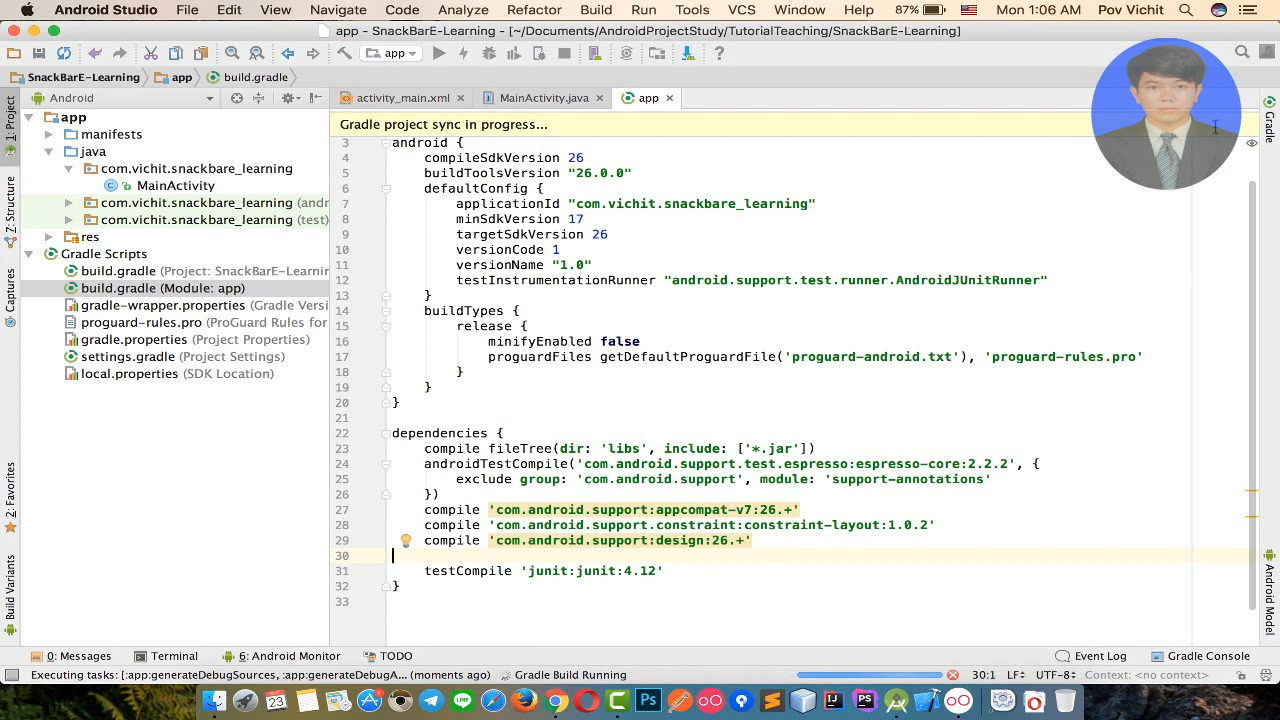 Android Studio File Edit View Navigate Code Analyze Refactor Build Run Tools VCS Window Help 87% Mon 1:06 AM Pov Vichit
app - SnackBarE-Learning - [~/Documents/AndroidProjectStudy/TutorialTeaching/SnackBarE-Learning]
app
SnackBarE-Learning app build.gradle
Android
activity_main.xml MainActivity.java app
Gradle project sync in progress...
1: Project
Z: Structure
Captures
2: Favorites
Build Variants
app
manifests
java
com.vichit.snackbare_learning
MainActivity
com.vichit.snackbare_learning (andr
com.vichit.snackbare_learning (test)
res
Gradle Scripts
build.gradle (Project: SnackBarE-Learnin
build.gradle (Module: app)
gradle-wrapper.properties (Gradle Versi
proguard-rules.pro (ProGuard Rules for
gradle.properties (Project Properties)
settings.gradle (Project Settings)
local.properties (SDK Location)
3 android {
4 compileSdkVersion 26
5 buildToolsVersion "26.0.0"
6 defaultConfig {
7 applicationId "com.vichit.snackbare_learning"
8 minSdkVersion 17
9 targetSdkVersion 26
10 versionCode 1
11 versionName "1.0"
12 testInstrumentationRunner "android.support.test.runner.AndroidJUnitRunner"
13 }
14 buildTypes {
15 release {
16 minifyEnabled false
17 proguardFiles getDefaultProguardFile('proguard-android.txt'), 'proguard-rules.pro'
18 }
19 }
20 }
21
22 dependencies {
23 compile fileTree(dir: 'libs', include: ['*.jar'])
24 androidTestCompile('com.android.support.test.espresso:espresso-core:2.2.2', {
25 exclude group: 'com.android.support', module: 'support-annotations'
26 })
27 compile 'com.android.support:appcompat-v7:26.+'
28 compile 'com.android.support.constraint:constraint-layout:1.0.2'
29 compile 'com.android.support:design:26.+'
30
31 testCompile 'junit:junit:4.12'
32 }
33
Gradle
Android Model
0: Messages Terminal 6: Android Monitor TODO Event Log Gradle Console
Executing tasks: [:app:generateDebugSources, :app:generateDebugA... (moments ago) Gradle Build Running 30:1 LF÷ UTF-8÷ Context: <no context>